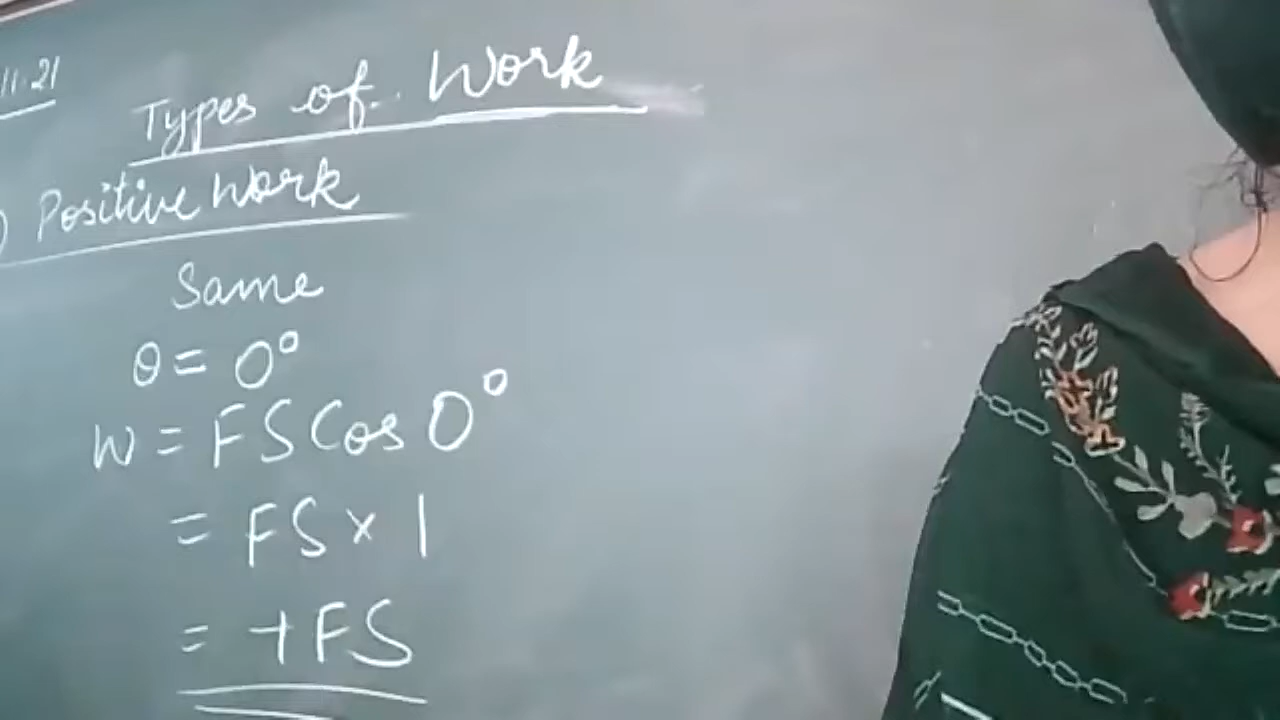 11.21
Types of Work
) Positive Work
Same
θ = 0°
W = FS Cos 0°
= FS × 1
= +FS